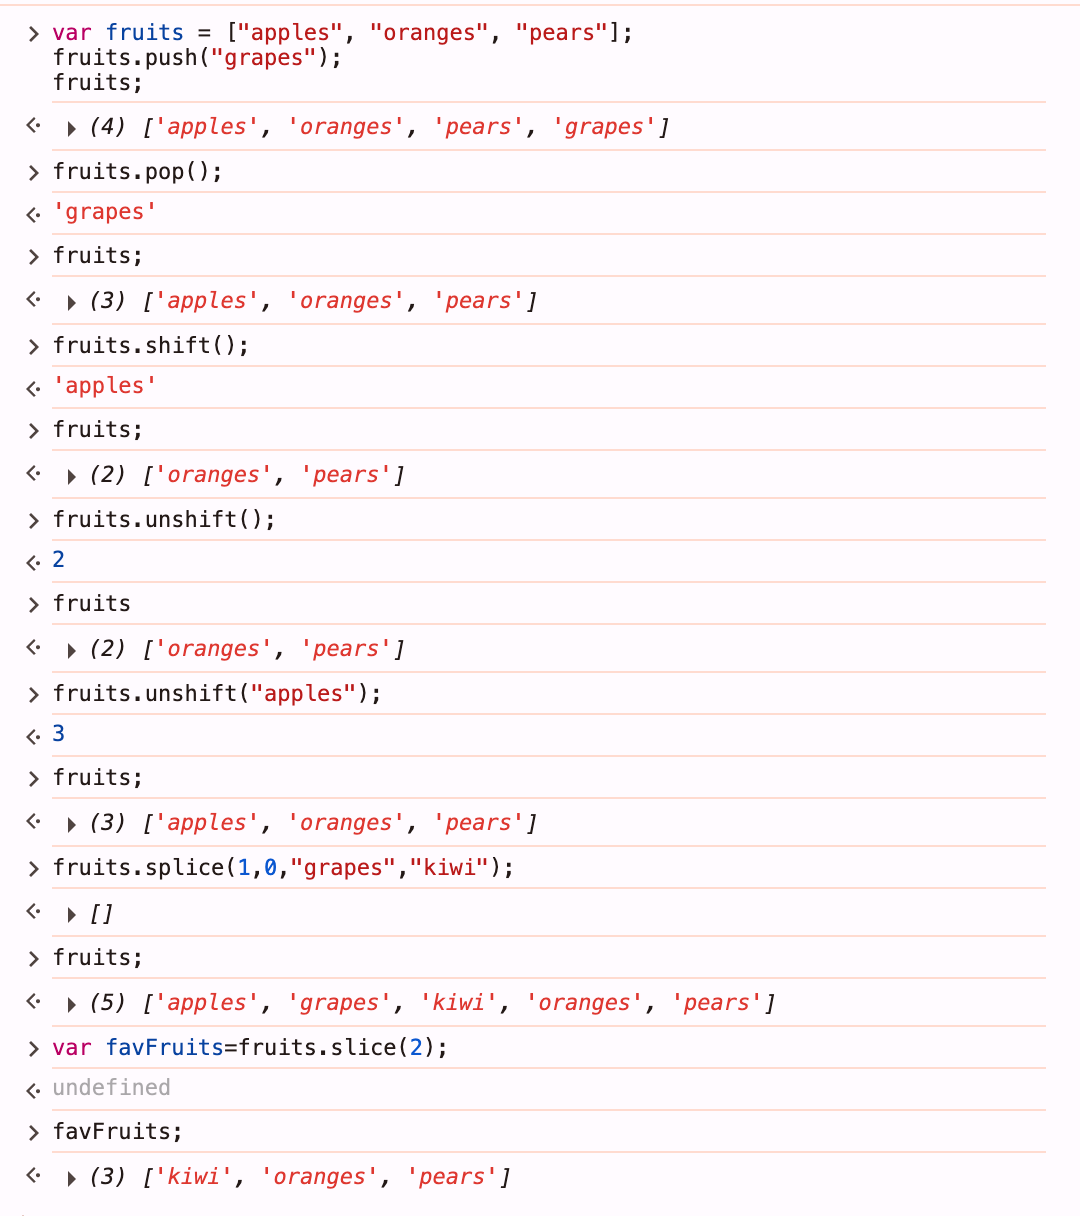 > var fruits = ["apples", "oranges", "pears"];
fruits.push("grapes");
fruits;
(4) ['apples', 'oranges', 'pears', 'grapes']
> fruits.pop();
'grapes'
> fruits;
(3) ['apples', 'oranges', 'pears']
> fruits.shift();
'apples'
> fruits;
(2) ['oranges', 'pears']
> fruits.unshift();
2
> fruits
(2) ['oranges', 'pears']
> fruits.unshift("apples");
3
> fruits;
(3) ['apples', 'oranges', 'pears']
> fruits.splice(1,0,"grapes","kiwi");
[]
> fruits;
(5) ['apples', 'grapes', 'kiwi', 'oranges', 'pears']
> var favFruits=fruits.slice(2);
undefined
> favFruits;
(3) ['kiwi', 'oranges', 'pears']